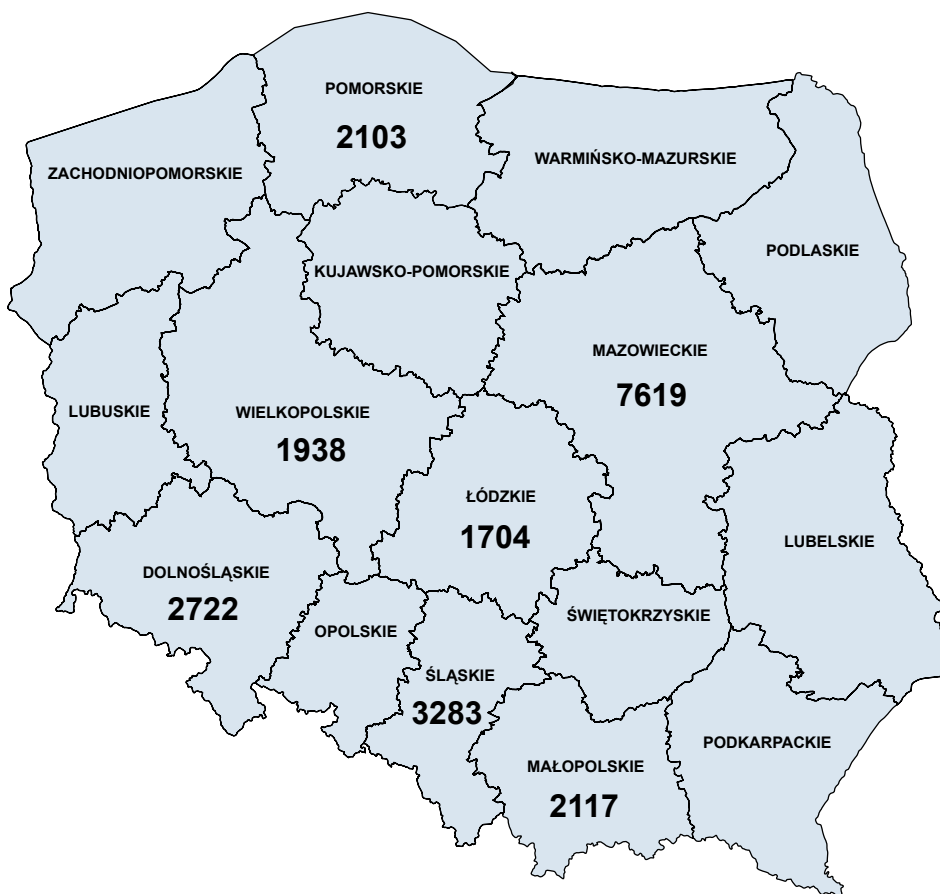 POMORSKIE
2103
ZACHODNIOPOMORSKIE
WARMIŃSKO-MAZURSKIE
PODLASKIE
KUJAWSKO-POMORSKIE
MAZOWIECKIE
7619
LUBUSKIE
WIELKOPOLSKIE
1938
ŁÓDZKIE
1704
LUBELSKIE
DOLNOŚLĄSKIE
2722
OPOLSKIE
ŚWIĘTOKRZYSKIE
ŚLĄSKIE
3283
MAŁOPOLSKIE
2117
PODKARPACKIE